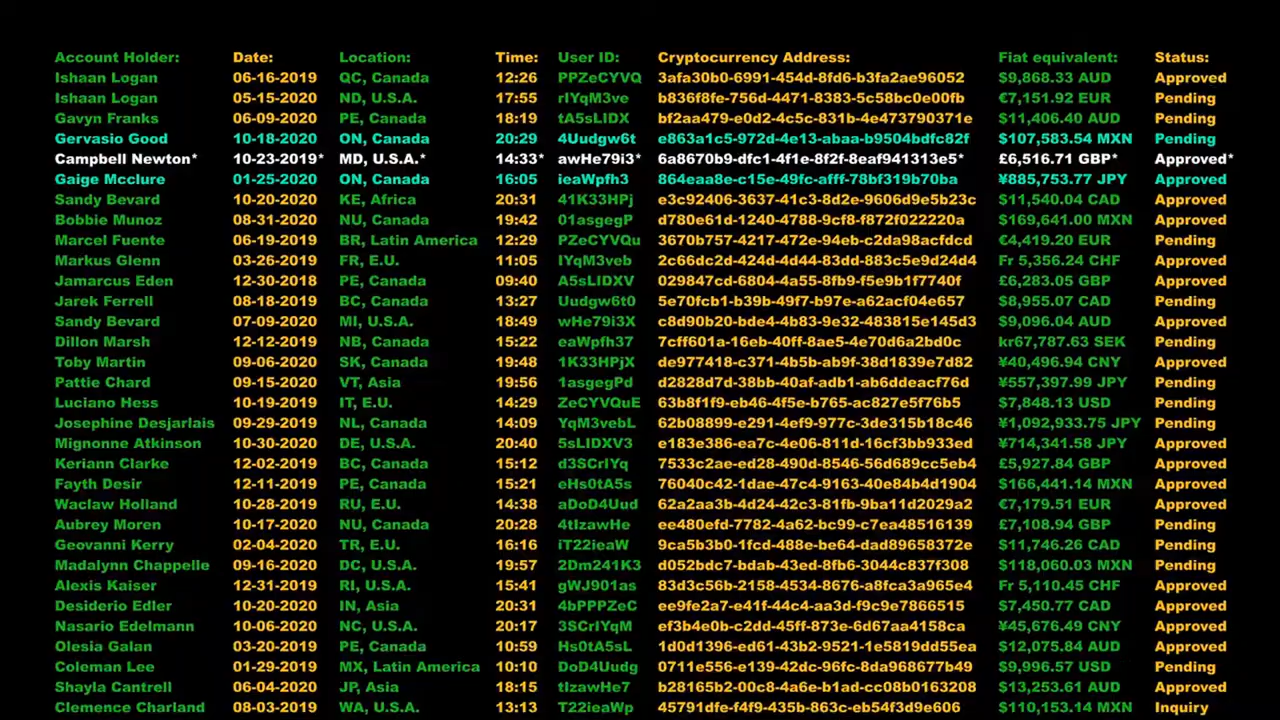 Account Holder: Date: Location: Time: User ID: Cryptocurrency Address: Fiat equivalent: Status:
Ishaan Logan 06-16-2019 QC, Canada 12:26 PPZeCYVQ 3afa30b0-6991-454d-8fd6-b3fa2ae96052 $9,868.33 AUD Approved
Ishaan Logan 05-15-2020 ND, U.S.A. 17:55 rIYqM3ve b836f8fe-756d-4471-8383-5c58bc0e00fb €7,151.92 EUR Pending
Gavyn Franks 06-09-2020 PE, Canada 18:19 tA5sLIDX bf2aa479-e0d2-4c5c-831b-4e473790371e $11,406.40 AUD Pending
Gervasio Good 10-18-2020 ON, Canada 20:29 4Uudgw6t e863a1c5-972d-4e13-abaa-b9504bdfc82f $107,583.54 MXN Pending
Campbell Newton* 10-23-2019* MD, U.S.A.* 14:33* awHe79i3* 6a8670b9-dfc1-4f1e-8f2f-8eaf941313e5* £6,516.71 GBP* Approved*
Gaige Mcclure 01-25-2020 ON, Canada 16:05 ieaWpfh3 864eaa8e-c15e-49fc-afff-78bf319b70ba ¥885,753.77 JPY Approved
Sandy Bevard 10-20-2020 KE, Africa 20:31 41K33HPj e3c92406-3637-41c3-8d2e-9606d9e5b23c $11,540.04 CAD Approved
Bobbie Munoz 08-31-2020 NU, Canada 19:42 01asgegP d780e61d-1240-4788-9cf8-f872f022220a $169,641.00 MXN Pending
Marcel Fuente 06-19-2019 BR, Latin America 12:29 PZeCYVQu 3670b757-4217-472e-94eb-c2da98acfdcd €4,419.20 EUR Pending
Markus Glenn 03-26-2019 FR, E.U. 11:05 IYqM3veb 2c66dc2d-424d-4d44-83dd-883c5e9d24d4 Fr 5,356.24 CHF Approved
Jamarcus Eden 12-30-2018 PE, Canada 09:40 A5sLIDXV 029847cd-6804-4a55-8fb9-f5e9b1f7740f £6,283.05 GBP Approved
Jarek Ferrell 08-18-2019 BC, Canada 13:27 Uudgw6t0 5e70fcb1-b39b-49f7-b97e-a62acf04e657 $8,955.07 CAD Pending
Sandy Bevard 07-09-2020 MI, U.S.A. 18:49 wHe79i3X c8d90b20-bde4-4b83-9e32-483815e145d3 $9,096.04 AUD Approved
Dillon Marsh 12-12-2019 NB, Canada 15:22 eaWpfh37 7cff601a-16eb-40ff-8ae5-4e70d6a2bd0c kr67,787.63 SEK Pending
Toby Martin 09-06-2020 SK, Canada 19:48 1K33HPjX de977418-c371-4b5b-ab9f-38d1839e7d82 ¥40,496.94 CNY Approved
Pattie Chard 09-15-2020 VT, Asia 19:56 1asgegPd d2828d7d-38bb-40af-adb1-ab6ddeacf76d ¥557,397.99 JPY Pending
Luciano Hess 10-19-2019 IT, E.U. 14:29 ZeCYVQuE 63b8f1f9-eb46-4f5e-b765-ac827e5f76b5 $7,848.13 USD Pending
Josephine Desjarlais 09-29-2019 NL, Canada 14:09 YqM3vebL 62b08899-e291-4ef9-977c-3de315b18c46 ¥1,092,933.75 JPY Pending
Mignonne Atkinson 10-30-2020 DE, U.S.A. 20:40 5sLIDXV3 e183e386-ea7c-4e06-811d-16cf3bb933ed ¥714,341.58 JPY Approved
Keriann Clarke 12-02-2019 BC, Canada 15:12 d3SCrIYq 7533c2ae-ed28-490d-8546-56d689cc5eb4 £5,927.84 GBP Approved
Fayth Desir 12-11-2019 PE, Canada 15:21 eHs0tA5s 76040c42-1dae-47c4-9163-40e84b4d1904 $166,441.14 MXN Approved
Waclaw Holland 10-28-2019 RU, E.U. 14:38 aDoD4Uud 62a2aa3b-4d24-42c3-81fb-9ba11d2029a2 €7,179.51 EUR Approved
Aubrey Moren 10-17-2020 NU, Canada 20:28 4tIzawHe ee480efd-7782-4a62-bc99-c7ea48516139 £7,108.94 GBP Pending
Geovanni Kerry 02-04-2020 TR, E.U. 16:16 iT22ieaW 9ca5b3b0-1fcd-488e-be64-dad89658372e $11,746.26 CAD Pending
Madalynn Chappelle 09-16-2020 DC, U.S.A. 19:57 2Dm241K3 d052bdc7-bdab-43ed-8fb6-3044c837f308 $118,060.03 MXN Pending
Alexis Kaiser 12-31-2019 RI, U.S.A. 15:41 gWJ901as 83d3c56b-2158-4534-8676-a8fca3a965e4 Fr 5,110.45 CHF Approved
Desiderio Edler 10-20-2020 IN, Asia 20:31 4bPPPZeC ee9fe2a7-e41f-44c4-aa3d-f9c9e7866515 $7,450.77 CAD Approved
Nasario Edelmann 10-06-2020 NC, U.S.A. 20:17 3SCrIYqM ef3b4e0b-c2dd-45ff-873e-6d67aa4158ca ¥45,676.49 CNY Approved
Olesia Galan 03-20-2019 PE, Canada 10:59 Hs0tA5sL 1d0d1396-ed61-43b2-9521-1e5819dd55ea $12,075.84 AUD Approved
Coleman Lee 01-29-2019 MX, Latin America 10:10 DoD4Uudg 0711e556-e139-42dc-96fc-8da968677b49 $9,996.57 USD Pending
Shayla Cantrell 06-04-2020 JP, Asia 18:15 tIzawHe7 b28165b2-00c8-4a6e-b1ad-cc08b0163208 $13,253.61 AUD Approved
Clemence Charland 08-03-2019 WA, U.S.A. 13:13 T22ieaWp 45791dfe-f4f9-435b-863c-eb54f3d9e606 $110,153.14 MXN Inquiry